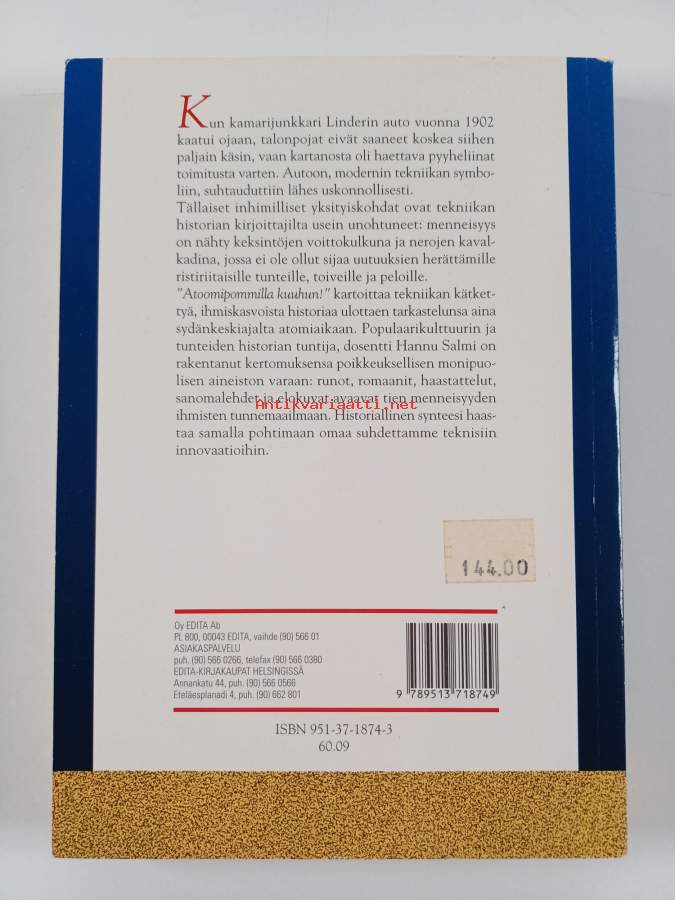 Kun kamarijunkkari Linderin auto vuonna 1902
kaatui ojaan, talonpojat eivät saaneet koskea siihen
paljain käsin, vaan kartanosta oli haettava pyyheliinat
toimitusta varten. Autoon, modernin tekniikan symbo-
liin, suhtauduttiin lähes uskonnollisesti.
Tällaiset inhimilliset yksityiskohdat ovat tekniikan
historian kirjoittajilta usein unohtuneet: menneisyys
on nähty keksintöjen voittokulkuna ja nerojen kaval-
kadina, jossa ei ole ollut sijaa uutuuksien herättämille
ristiriitaisille tunteille, toiveille ja peloille.
"Atoomipommilla kuuhun!" kartoittaa tekniikan kätket-
tyä, ihmiskasvoista historiaa ulottaen tarkastelunsa aina
sydänkeskiajalta atomiaikaan. Populaarikulttuurin ja
tunteiden historian tuntija, dosentti Hannu Salmi on
rakentanut kertomuksensa poikkeuksellisen monipuo-
lisen aineiston varaan: runot, romaanit, haastattelut,
sanomalehdet ja elokuvat avaavat tien menneisyyden
Antikvariaatti.net
ihmisten tunnemaailmaan. Historiallinen synteesi haas-
taa samalla pohtimaan omaa suhdettamme teknisiin
innovaatioihin.
144.00
Oy EDITA Ab
PL 800, 00043 EDITA, vaihde (90) 566 01
ASIAKASPALVELU
puh. (90) 566 0266, telefax (90) 566 0380
EDITA-KIRJAKAUPAT HELSINGISSÄ
Annankatu 44, puh. (90) 566 0566
Eteläesplanadi 4, puh. (90) 662 801
9 789513 718749
ISBN 951-37-1874-3
60.09